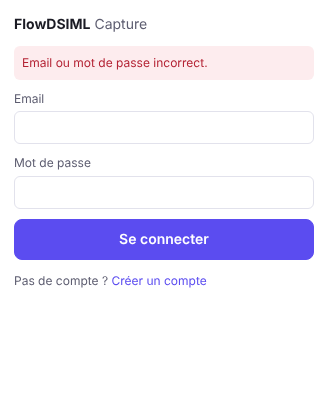 FlowDSIML Capture
Email ou mot de passe incorrect.
Email
Mot de passe
Se connecter
Pas de compte ? Créer un compte